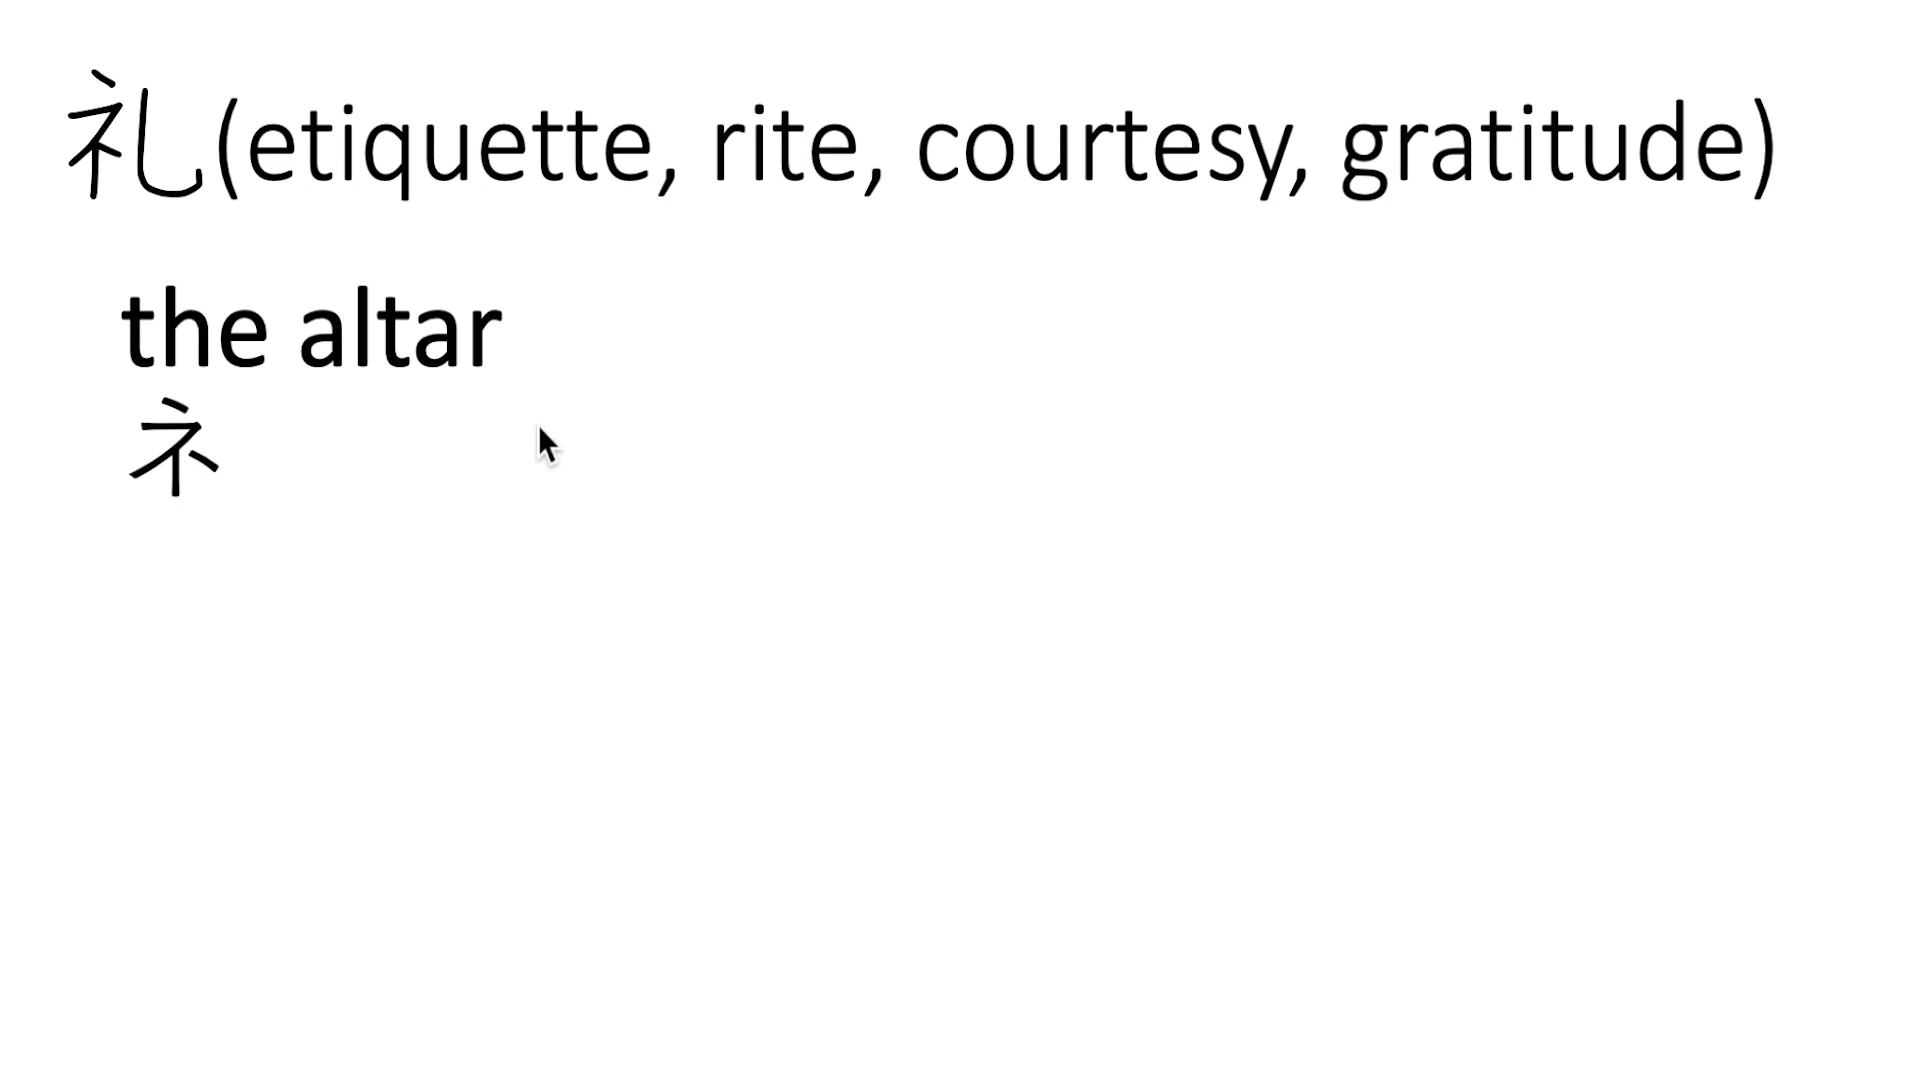 礼(etiquette, rite, courtesy, gratitude)
the altar
ネ